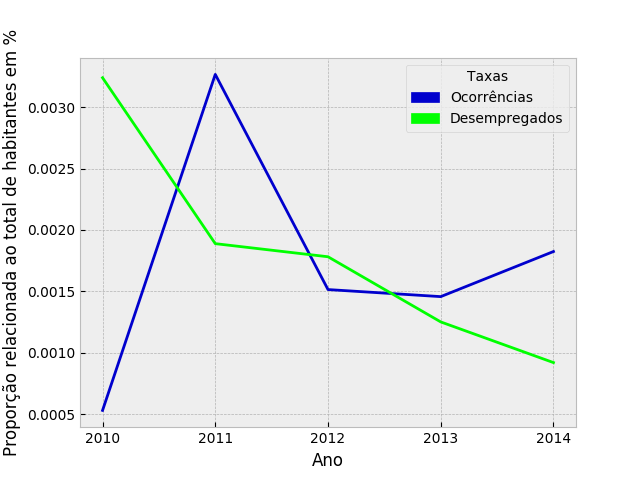 Proporção relacionada ao total de habitantes em %
0.0030
0.0025
0.0020
0.0015
0.0010
0.0005
Taxas
Ocorrências
Desempregados
2010 2011 2012 2013 2014
Ano